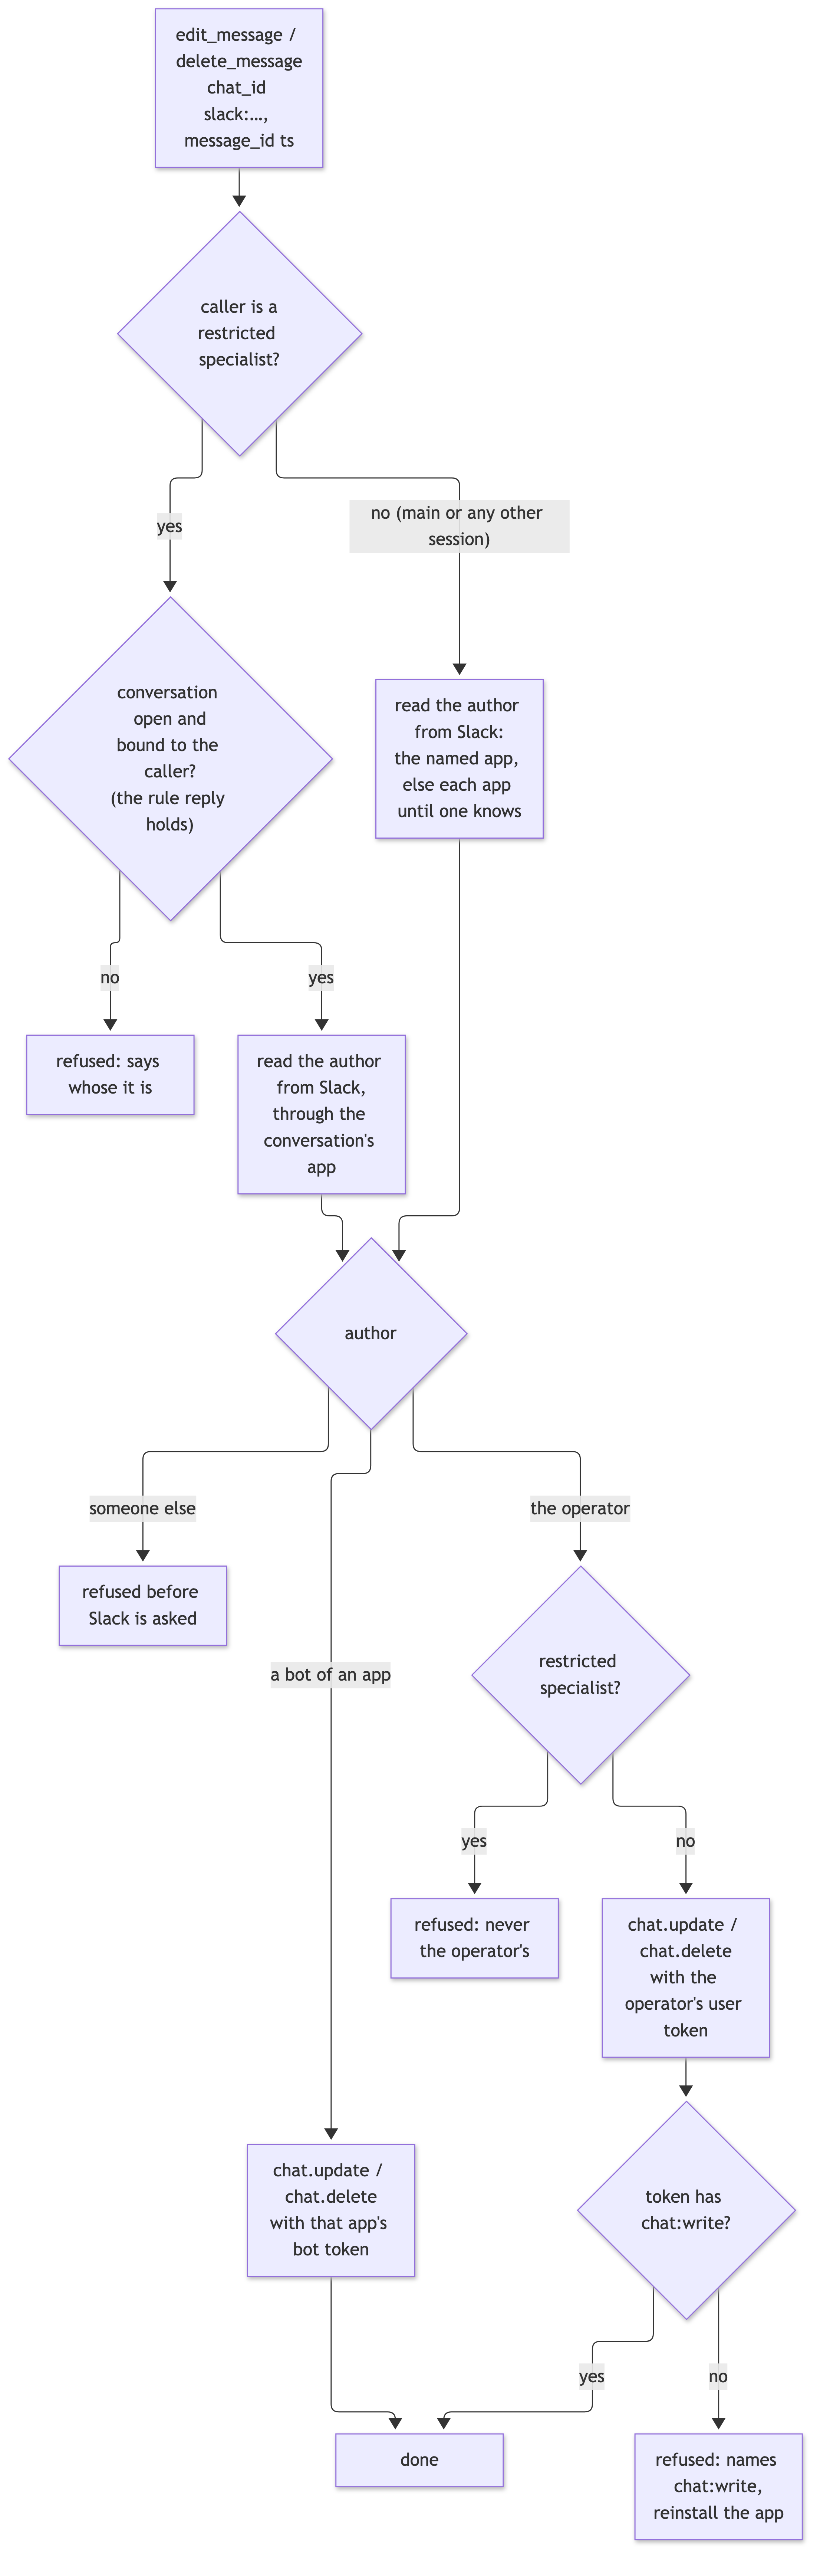 edit_message /
delete_message
chat_id
slack:…,
message_id ts
caller is a
restricted
specialist?
yes
no (main or any other
session)
conversation
open and
bound to the
caller?
(the rule reply
holds)
read the author
from Slack:
the named app,
else each app
until one knows
no
yes
refused: says
whose it is
read the author
from Slack,
through the
conversation's
app
author
someone else
the operator
refused before
Slack is asked
a bot of an app
restricted
specialist?
yes
no
refused: never
the operator's
chat.update /
chat.delete
with the
operator's user
token
chat.update /
chat.delete
with that app's
bot token
token has
chat:write?
yes
no
done
refused: names
chat:write,
reinstall the app